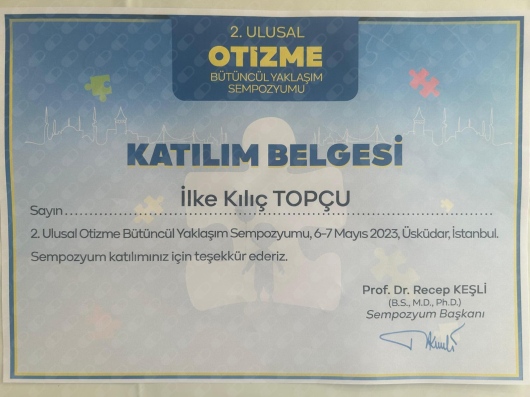 2. ULUSAL
OTİZME
BÜTÜNCÜL YAKLAŞIM
SEMPOZYUMU
KATILIM BELGESİ
İlke Kılıç TOPÇU
Sayın
2. Ulusal Otizme Bütüncül Yaklaşım Sempozyumu, 6-7 Mayıs 2023, Üsküdar, İstanbul.
Sempozyum katılımınız için teşekkür ederiz.
Prof. Dr. Recep KEŞLİ
(B.S., M.D., Ph.D.)
Sempozyum Başkanı